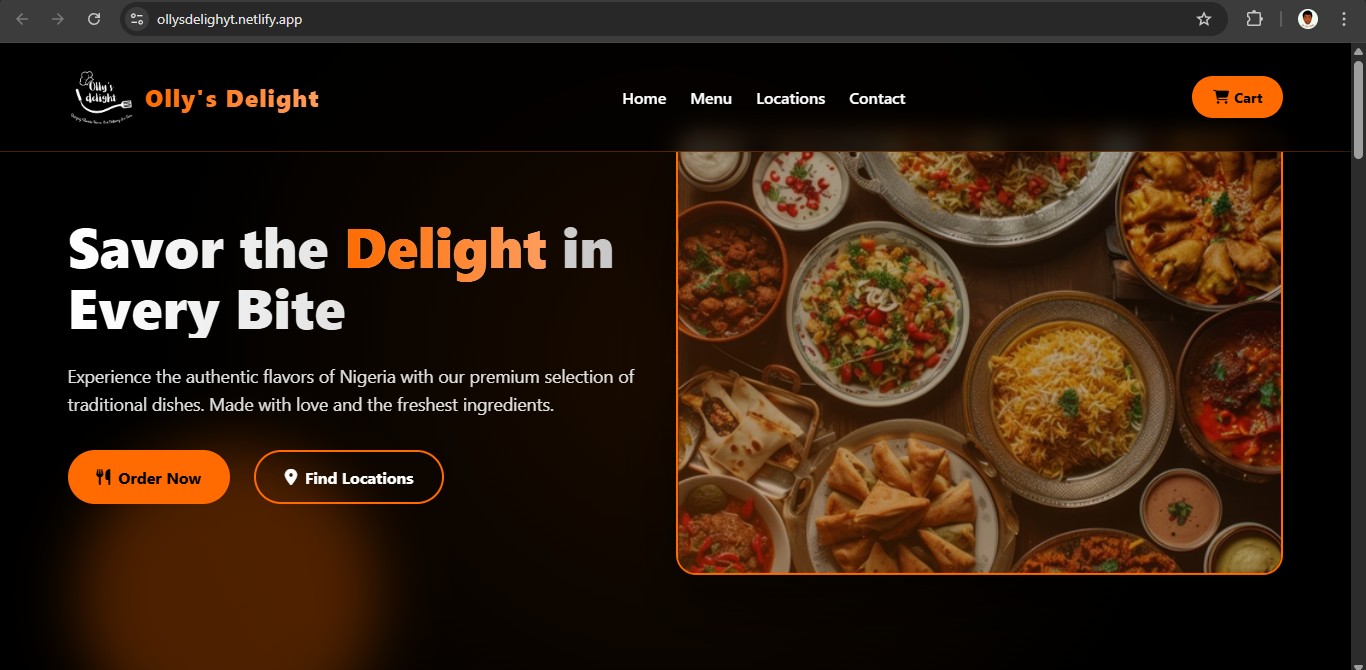 ollysdelighyt.netlify.app
Olly's
delight
Olly's Delight
Home Menu Locations Contact
Cart
Savor the Delight in
Every Bite
Experience the authentic flavors of Nigeria with our premium selection of
traditional dishes. Made with love and the freshest ingredients.
Order Now
Find Locations